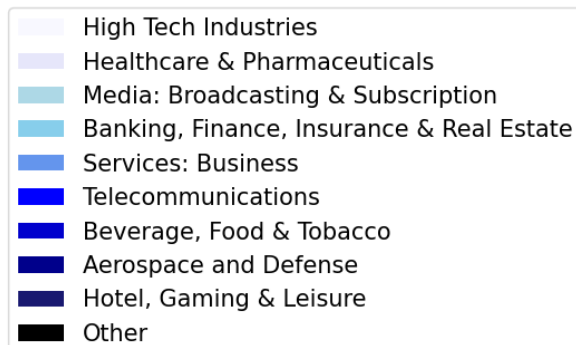 High Tech Industries
Healthcare & Pharmaceuticals
Media: Broadcasting & Subscription
Banking, Finance, Insurance & Real Estate
Services: Business
Telecommunications
Beverage, Food & Tobacco
Aerospace and Defense
Hotel, Gaming & Leisure
Other